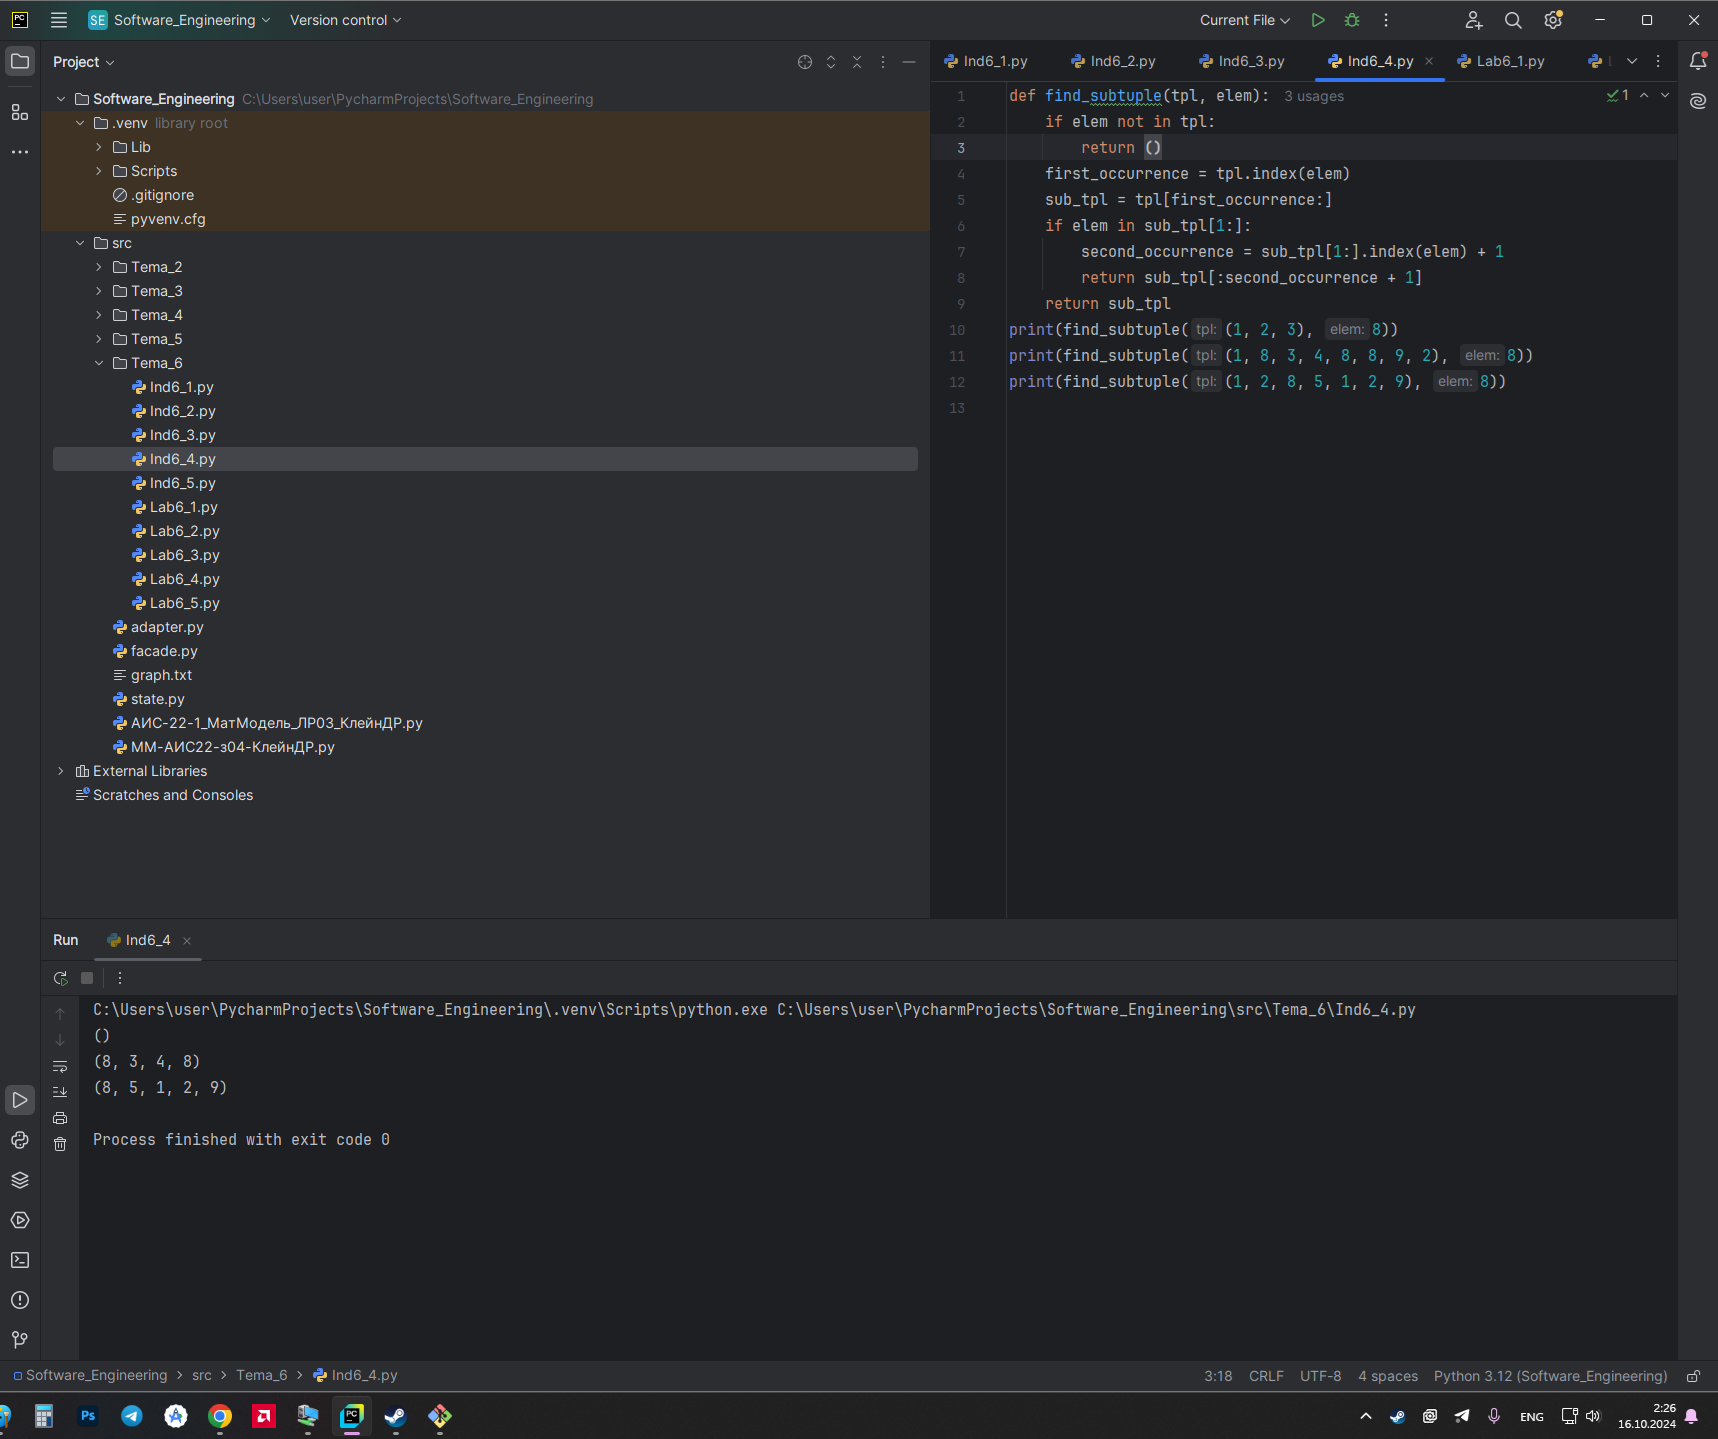 PC
SE Software_Engineering Version control Current File
Project
Software_Engineering C:\Users\user\PycharmProjects\Software_Engineering
.venv library root
Lib
Scripts
.gitignore
pyvenv.cfg
src
Tema_2
Tema_3
Tema_4
Tema_5
Tema_6
Ind6_1.py
Ind6_2.py
Ind6_3.py
Ind6_4.py
Ind6_5.py
Lab6_1.py
Lab6_2.py
Lab6_3.py
Lab6_4.py
Lab6_5.py
adapter.py
facade.py
graph.txt
state.py
АИС-22-1_МатМодель_ЛР03_КлейнДР.py
ММ-АИС22-з04-КлейнДР.py
External Libraries
Scratches and Consoles
Ind6_1.py Ind6_2.py Ind6_3.py Ind6_4.py Lab6_1.py
1 def find_subtuple(tpl, elem): 3 usages 1
2 if elem not in tpl:
3 return ()
4 first_occurrence = tpl.index(elem)
5 sub_tpl = tpl[first_occurrence:]
6 if elem in sub_tpl[1:]:
7 second_occurrence = sub_tpl[1:].index(elem) + 1
8 return sub_tpl[:second_occurrence + 1]
9 return sub_tpl
10 print(find_subtuple( tpl: (1, 2, 3), elem: 8))
11 print(find_subtuple( tpl: (1, 8, 3, 4, 8, 8, 9, 2), elem: 8))
12 print(find_subtuple( tpl: (1, 2, 8, 5, 1, 2, 9), elem: 8))
13
Run Ind6_4
C:\Users\user\PycharmProjects\Software_Engineering\.venv\Scripts\python.exe C:\Users\user\PycharmProjects\Software_Engineering\src\Tema_6\Ind6_4.py
()
(8, 3, 4, 8)
(8, 5, 1, 2, 9)
Process finished with exit code 0
Software_Engineering > src > Tema_6 > Ind6_4.py 3:18 CRLF UTF-8 4 spaces Python 3.12 (Software_Engineering)
Ps PC ENG 2:26
16.10.2024